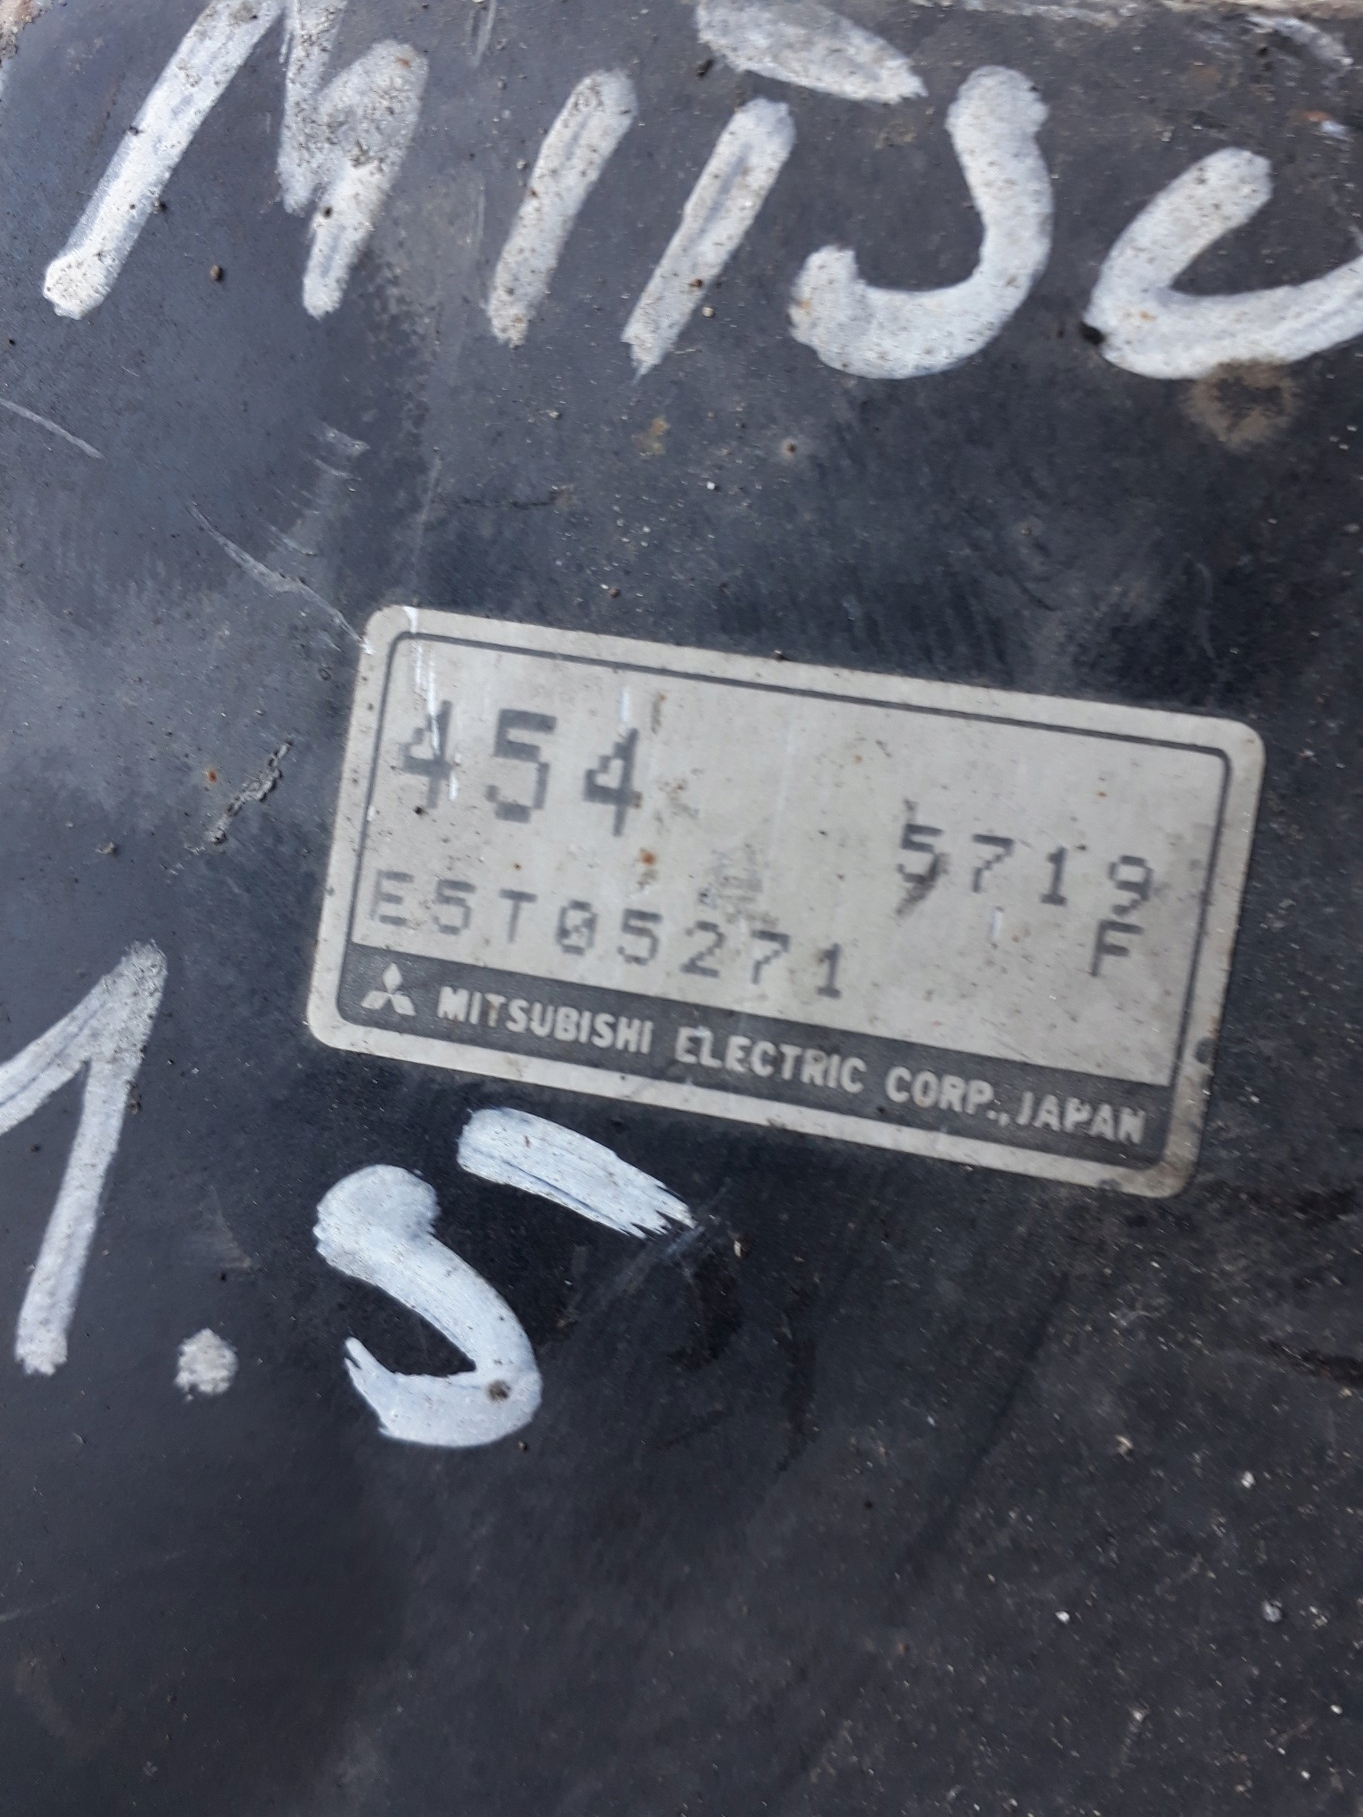 MITSU
454
5719
E5T05271 F
MITSUBISHI ELECTRIC CORP., JAPAN
1.5